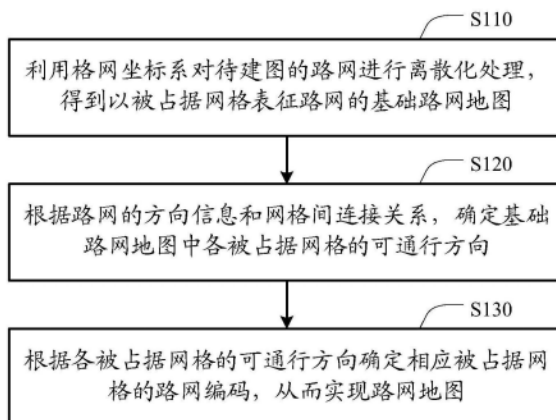 S110
利用格网坐标系对待建图的路网进行离散化处理，
得到以被占据网格表征路网的基础路网地图
S120
根据路网的方向信息和网格间连接关系，确定基础
路网地图中各被占据网格的可通行方向
S130
根据各被占据网格的可通行方向确定相应被占据网
格的路网编码，从而实现路网地图